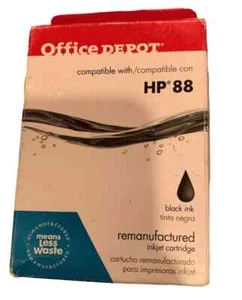 Office DEPOT
compatible with/compatible con
HP® 88
black ink
tinta negra
means
Less
Waste
remanufactured
inkjet cartridge
cartucho remanufacturado
para impresoras inkjet